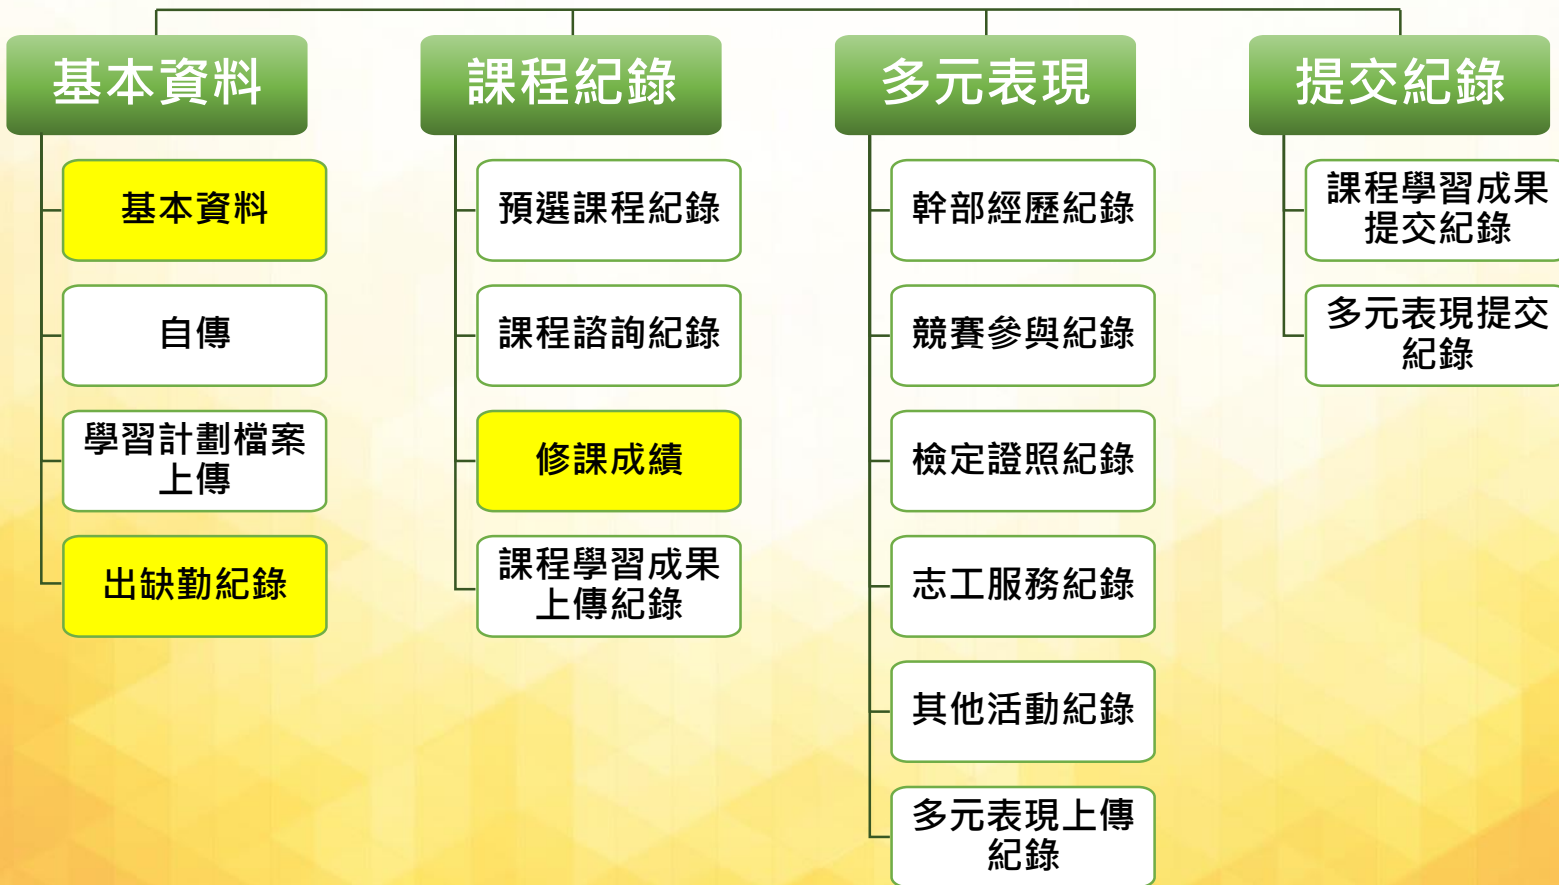 基本資料
基本資料
自傳
學習計劃檔案
上傳
出缺勤紀錄
課程紀錄
預選課程紀錄
課程諮詢紀錄
修課成績
課程學習成果
上傳紀錄
多元表現
幹部經歷紀錄
競賽參與紀錄
檢定證照紀錄
志工服務紀錄
其他活動紀錄
多元表現上傳
紀錄
提交紀錄
課程學習成果
提交紀錄
多元表現提交
紀錄